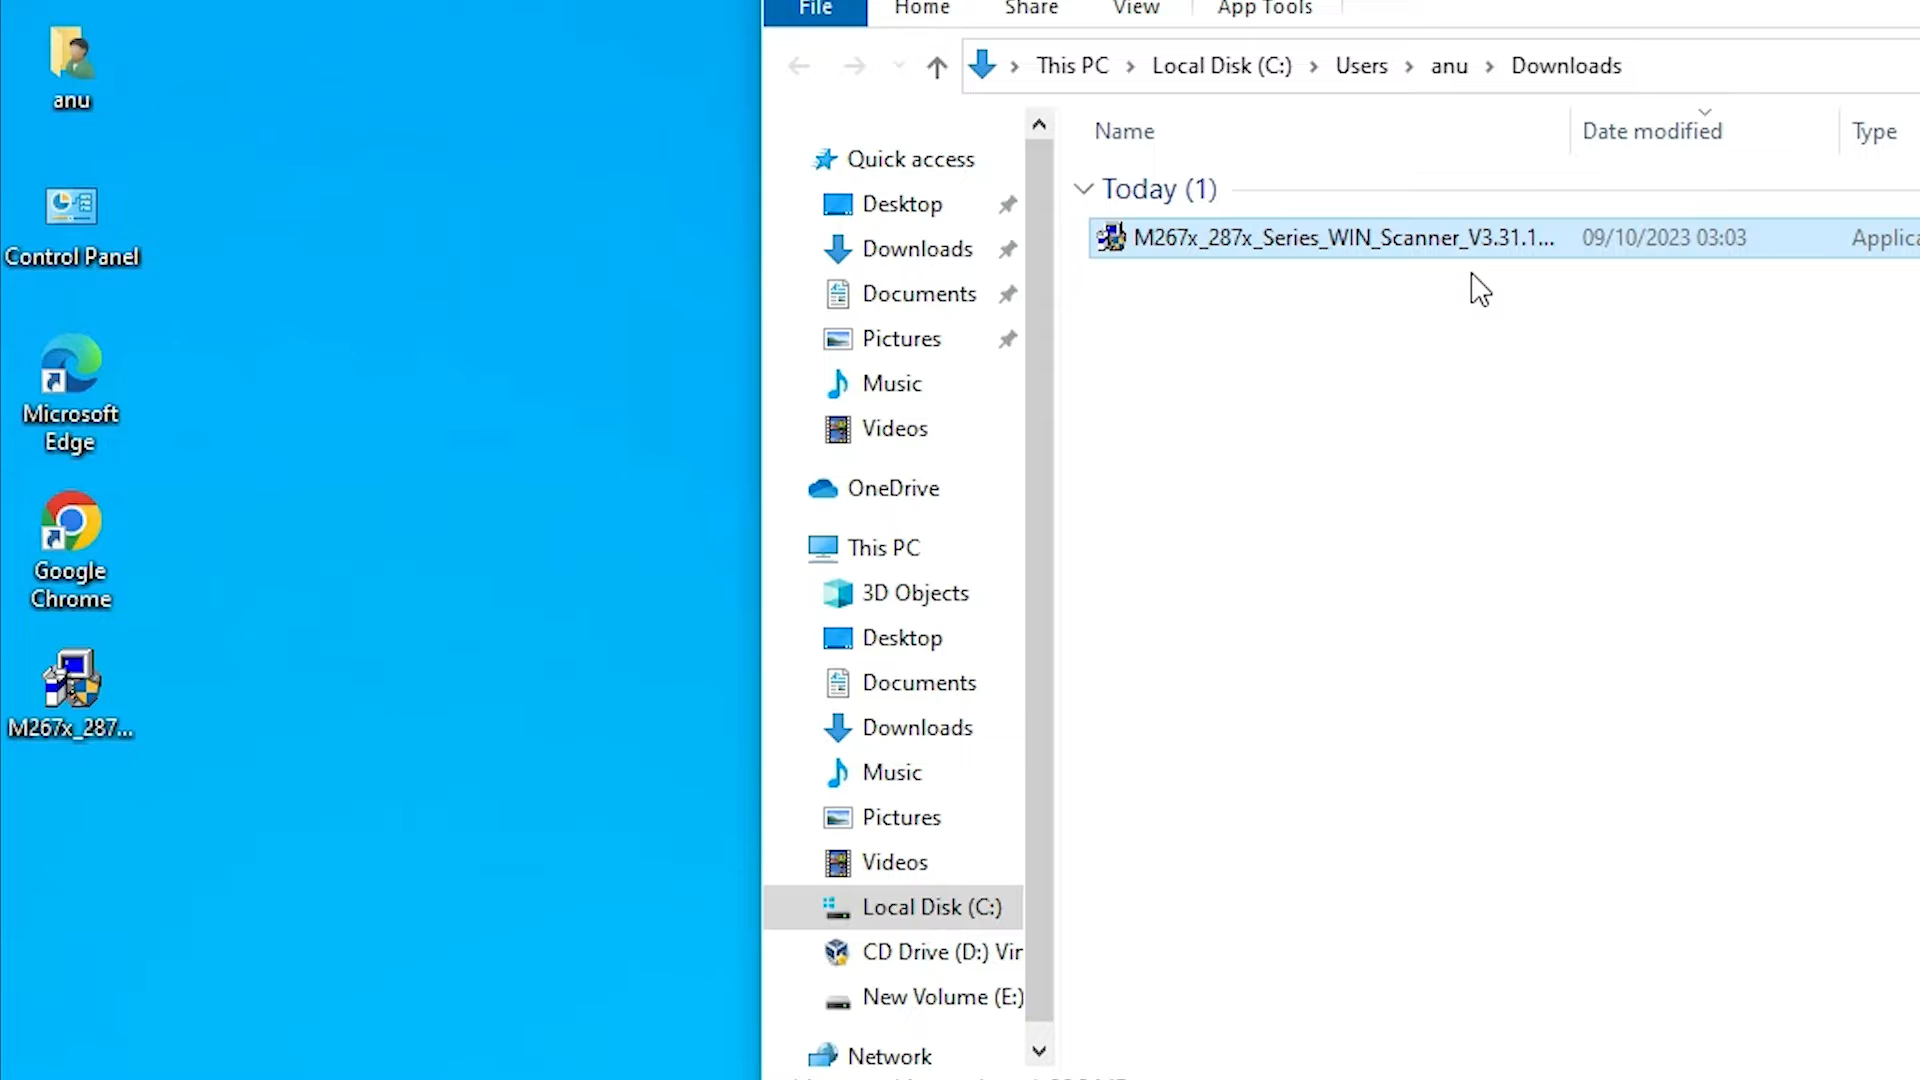 anu
Control Panel
Microsoft
Edge
Google
Chrome
M267x_287...
File Home Share View App Tools
This PC Local Disk (C:) Users anu Downloads
Name Date modified Type
Today (1)
M267x_287x_Series_WIN_Scanner_V3.31.1... 09/10/2023 03:03 Applica
Quick access
Desktop
Downloads
Documents
Pictures
Music
Videos
OneDrive
This PC
3D Objects
Desktop
Documents
Downloads
Music
Pictures
Videos
Local Disk (C:)
CD Drive (D:) Vir
New Volume (E:)
Network